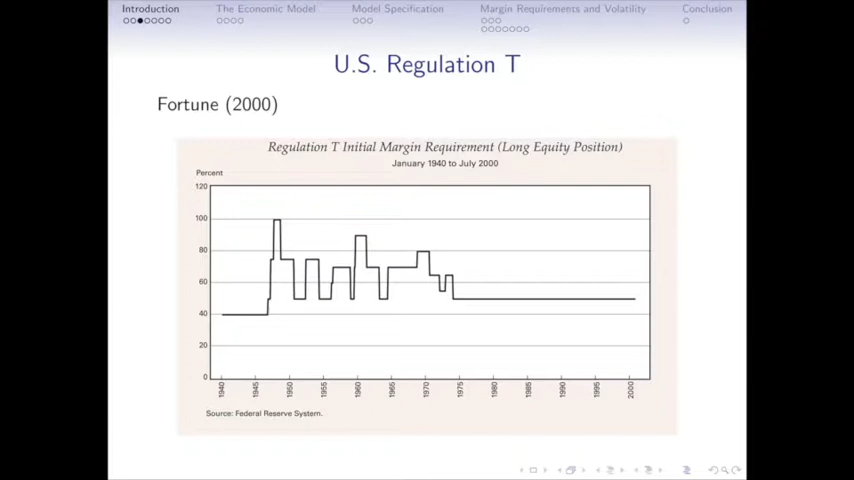 Introduction The Economic Model Model Specification Margin Requirements and Volatility Conclusion
U.S. Regulation T
Fortune (2000)
Regulation T Initial Margin Requirement (Long Equity Position)
January 1940 to July 2000
Percent
120
100
80
60
40
20
0
1940 1945 1950 1955 1960 1965 1970 1975 1980 1985 1990 1995 2000
Source: Federal Reserve System.